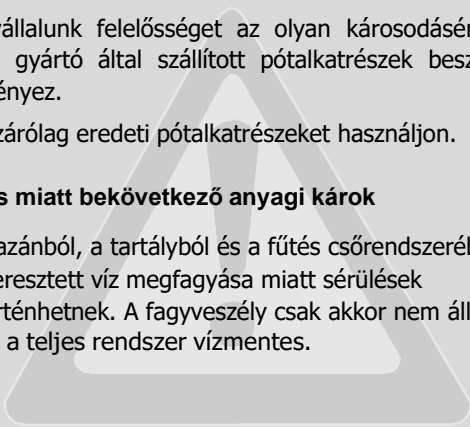 vállalunk felelősséget az olyan károsodásér
gyártó által szállított pótalkatrészek besz
ényez.
zárólag eredeti pótalkatrészeket használjon.
s miatt bekövetkező anyagi károk
azánból, a tartályból és a fűtés csőrendszeréb
eresztett víz megfagyása miatt sérülések
rténhetnek. A fagyveszély csak akkor nem áll
a teljes rendszer vízmentes.